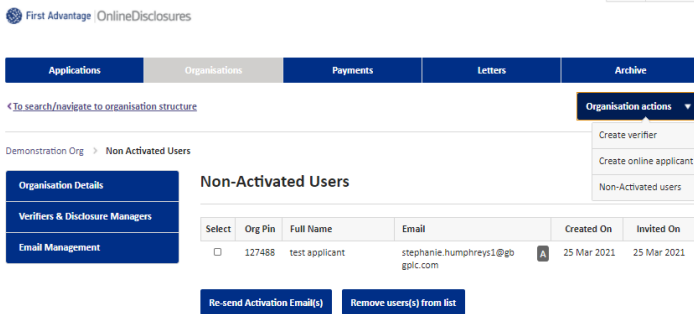 First Advantage OnlineDisclosures
Applications Organisations Payments Letters Archive
<To search/navigate to organisation structure
Organisation actions ▼
Create verifier
Create online applicant
Non-Activated users
Demonstration Org > Non Activated Users
Organisation Details
Verifiers & Disclosure Managers
Email Management
Non-Activated Users
Select Org Pin Full Name Email Created On Invited On
127488 test applicant stephanie.humphreys1@gb A 25 Mar 2021 25 Mar 2021
gplc.com
Re-send Activation Email(s) Remove users(s) from list